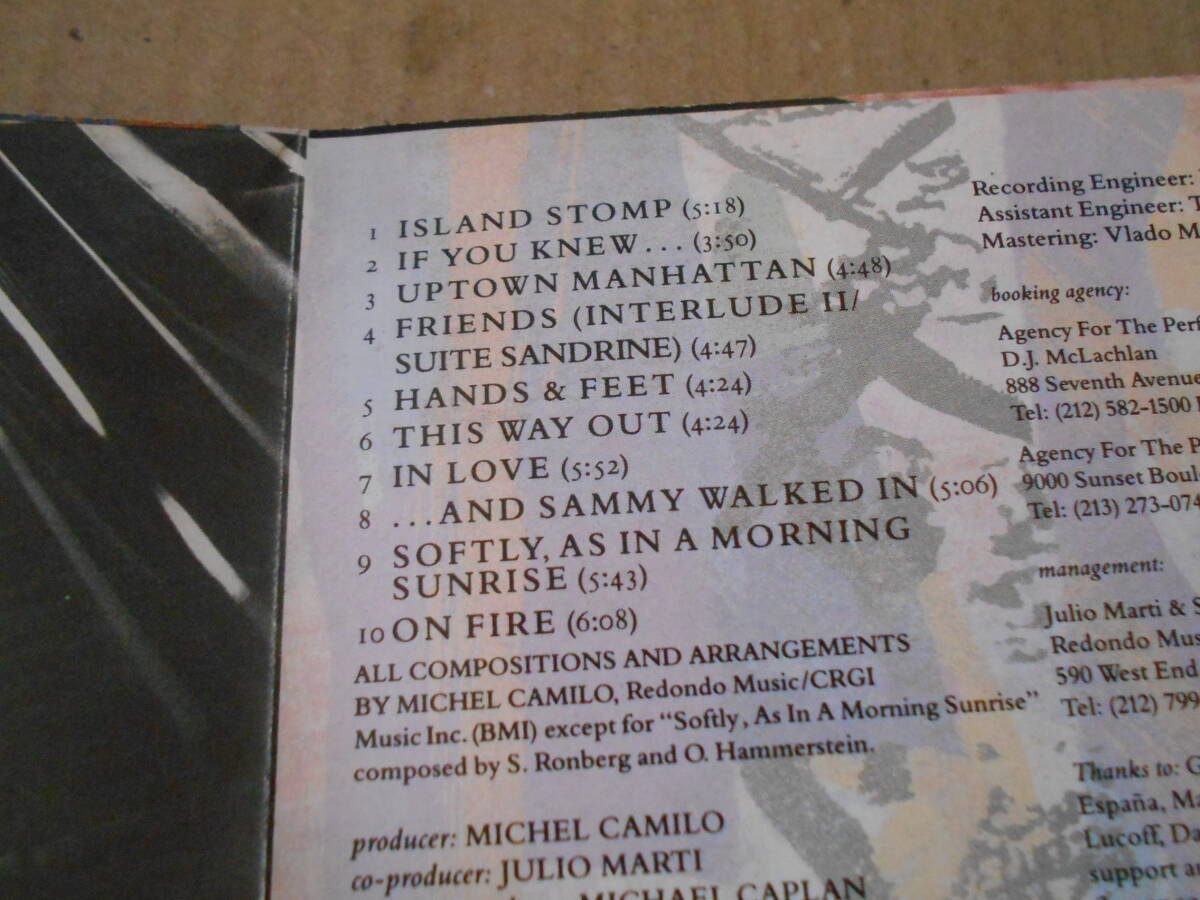 1 ISLAND STOMP (5:18)
2 IF YOU KNEW... (3:50)
3 UPTOWN MANHATTAN (4:48)
4 FRIENDS (INTERLUDE II/
SUITE SANDRINE) (4:47)
5 HANDS & FEET (4:24)
6 THIS WAY OUT (4:24)
7 IN LOVE (5:52)
8 ...AND SAMMY WALKED IN (5:06)
9 SOFTLY, AS IN A MORNING
SUNRISE (5:43)
10 ON FIRE (6:08)
ALL COMPOSITIONS AND ARRANGEMENTS
BY MICHEL CAMILO, Redondo Music/CRGI
Music Inc. (BMI) except for "Softly, As In A Morning Sunrise"
composed by S. Ronberg and O. Hammerstein.
producer: MICHEL CAMILO
co-producer: JULIO MARTI
MICHAEL CAPLAN
Recording Engineer:
Assistant Engineer:
Mastering: Vlado
booking agency:
Agency For The
D.J. McLachlan
888 Seventh Avenue
Tel: (212) 582-1500
Agency For The
9000 Sunset
Tel: (213)
management:
Julio Marti &
Redondo
590 West End
Tel: (212)
Thanks to:
España,
Lucoff,
support